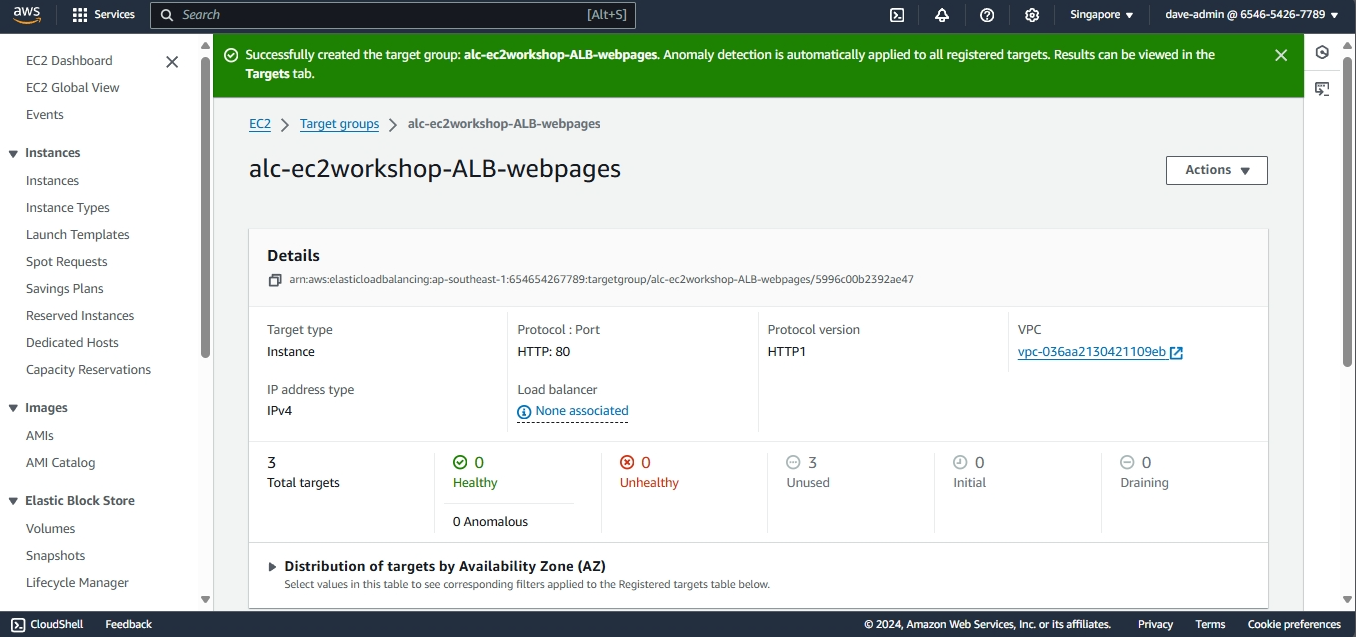 aws
Services
Search
[Alt+S]
Singapore
dave-admin @ 6546-5426-7789
EC2 Dashboard
EC2 Global View
Events
Instances
Instances
Instance Types
Launch Templates
Spot Requests
Savings Plans
Reserved Instances
Dedicated Hosts
Capacity Reservations
Images
AMIs
AMI Catalog
Elastic Block Store
Volumes
Snapshots
Lifecycle Manager
Successfully created the target group: alc-ec2workshop-ALB-webpages. Anomaly detection is automatically applied to all registered targets. Results can be viewed in the
Targets tab.
EC2 > Target groups > alc-ec2workshop-ALB-webpages
alc-ec2workshop-ALB-webpages
Actions
Details
arn:aws:elasticloadbalancing:ap-southeast-1:654654267789:targetgroup/alc-ec2workshop-ALB-webpages/5996c00b2392ae47
Target type
Instance
Protocol : Port
HTTP: 80
Protocol version
HTTP1
VPC
vpc-036aa2130421109eb
IP address type
IPv4
Load balancer
None associated
3
Total targets
0
Healthy
0 Anomalous
0
Unhealthy
3
Unused
0
Initial
0
Draining
Distribution of targets by Availability Zone (AZ)
Select values in this table to see corresponding filters applied to the Registered targets table below.
CloudShell
Feedback
© 2024, Amazon Web Services, Inc. or its affiliates.
Privacy
Terms
Cookie preferences